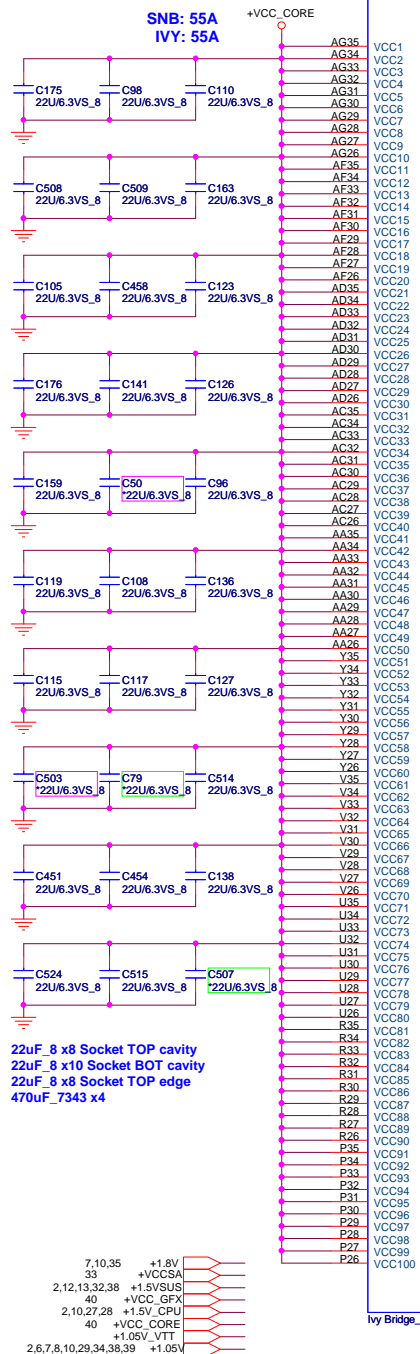 SNB: 55A
IVY: 55A
+VCC_CORE
C175 C98 C110
22U/6.3VS_8 22U/6.3VS_8 22U/6.3VS_8
C508 C509 C163
22U/6.3VS_8 22U/6.3VS_8 22U/6.3VS_8
C105 C458 C123
22U/6.3VS_8 22U/6.3VS_8 22U/6.3VS_8
C176 C141 C126
22U/6.3VS_8 22U/6.3VS_8 22U/6.3VS_8
C159 C50 C96
22U/6.3VS_8 *22U/6.3VS_8 22U/6.3VS_8
C119 C108 C136
22U/6.3VS_8 22U/6.3VS_8 22U/6.3VS_8
C115 C117 C127
22U/6.3VS_8 22U/6.3VS_8 22U/6.3VS_8
C503 C79 C514
*22U/6.3VS_8 *22U/6.3VS_8 22U/6.3VS_8
C451 C454 C138
22U/6.3VS_8 22U/6.3VS_8 22U/6.3VS_8
C524 C515 C507
22U/6.3VS_8 22U/6.3VS_8 *22U/6.3VS_8
22uF_8 x8 Socket TOP cavity
22uF_8 x10 Socket BOT cavity
22uF_8 x8 Socket TOP edge
470uF_7343 x4
AG35 VCC1
AG34 VCC2
AG33 VCC3
AG32 VCC4
AG31 VCC5
AG30 VCC6
AG29 VCC7
AG28 VCC8
AG27 VCC9
AG26 VCC10
AF35 VCC11
AF34 VCC12
AF33 VCC13
AF32 VCC14
AF31 VCC15
AF30 VCC16
AF29 VCC17
AF28 VCC18
AF27 VCC19
AF26 VCC20
AD35 VCC21
AD34 VCC22
AD33 VCC23
AD32 VCC24
AD31 VCC25
AD30 VCC26
AD29 VCC27
AD28 VCC28
AD27 VCC29
AD26 VCC30
AC35 VCC31
AC34 VCC32
AC33 VCC33
AC32 VCC34
AC31 VCC35
AC30 VCC36
AC29 VCC37
AC28 VCC38
AC27 VCC39
AC26 VCC40
AA35 VCC41
AA34 VCC42
AA33 VCC43
AA32 VCC44
AA31 VCC45
AA30 VCC46
AA29 VCC47
AA28 VCC48
AA27 VCC49
AA26 VCC50
Y35 VCC51
Y34 VCC52
Y33 VCC53
Y32 VCC54
Y31 VCC55
Y30 VCC56
Y29 VCC57
Y28 VCC58
Y27 VCC59
Y26 VCC60
V35 VCC61
V34 VCC62
V33 VCC63
V32 VCC64
V31 VCC65
V30 VCC66
V29 VCC67
V28 VCC68
V27 VCC69
V26 VCC70
U35 VCC71
U34 VCC72
U33 VCC73
U32 VCC74
U31 VCC75
U30 VCC76
U29 VCC77
U28 VCC78
U27 VCC79
U26 VCC80
R35 VCC81
R34 VCC82
R33 VCC83
R32 VCC84
R31 VCC85
R30 VCC86
R29 VCC87
R28 VCC88
R27 VCC89
R26 VCC90
P35 VCC91
P34 VCC92
P33 VCC93
P32 VCC94
P31 VCC95
P30 VCC96
P29 VCC97
P28 VCC98
P27 VCC99
P26 VCC100
Ivy Bridge_
7,10,35 +1.8V
33 +VCCSA
2,12,13,32,38 +1.5VSUS
40 +VCC_GFX
2,10,27,28 +1.5V_CPU
40 +VCC_CORE
+1.05V_VTT
2,6,7,8,10,29,34,38,39 +1.05V